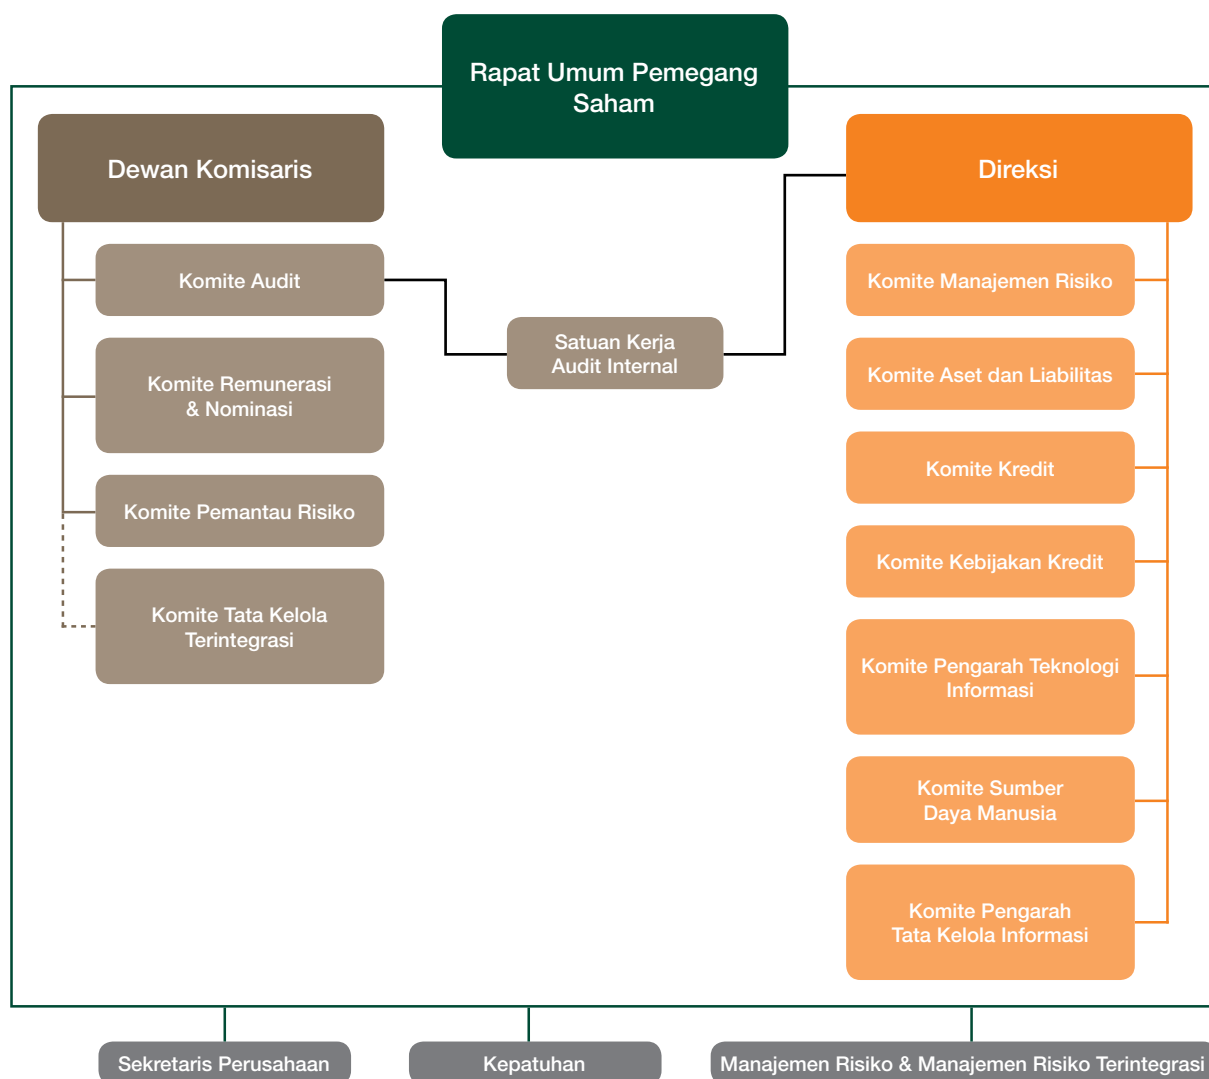 Rapat Umum Pemegang
Saham
Dewan Komisaris
Komite Audit
Komite Remunerasi
& Nominasi
Komite Pemantau Risiko
Komite Tata Kelola
Terintegrasi
Satuan Kerja
Audit Internal
Direksi
Komite Manajemen Risiko
Komite Aset dan Liabilitas
Komite Kredit
Komite Kebijakan Kredit
Komite Pengarah Teknologi
Informasi
Komite Sumber
Daya Manusia
Komite Pengarah
Tata Kelola Informasi
Sekretaris Perusahaan
Kepatuhan
Manajemen Risiko & Manajemen Risiko Terintegrasi